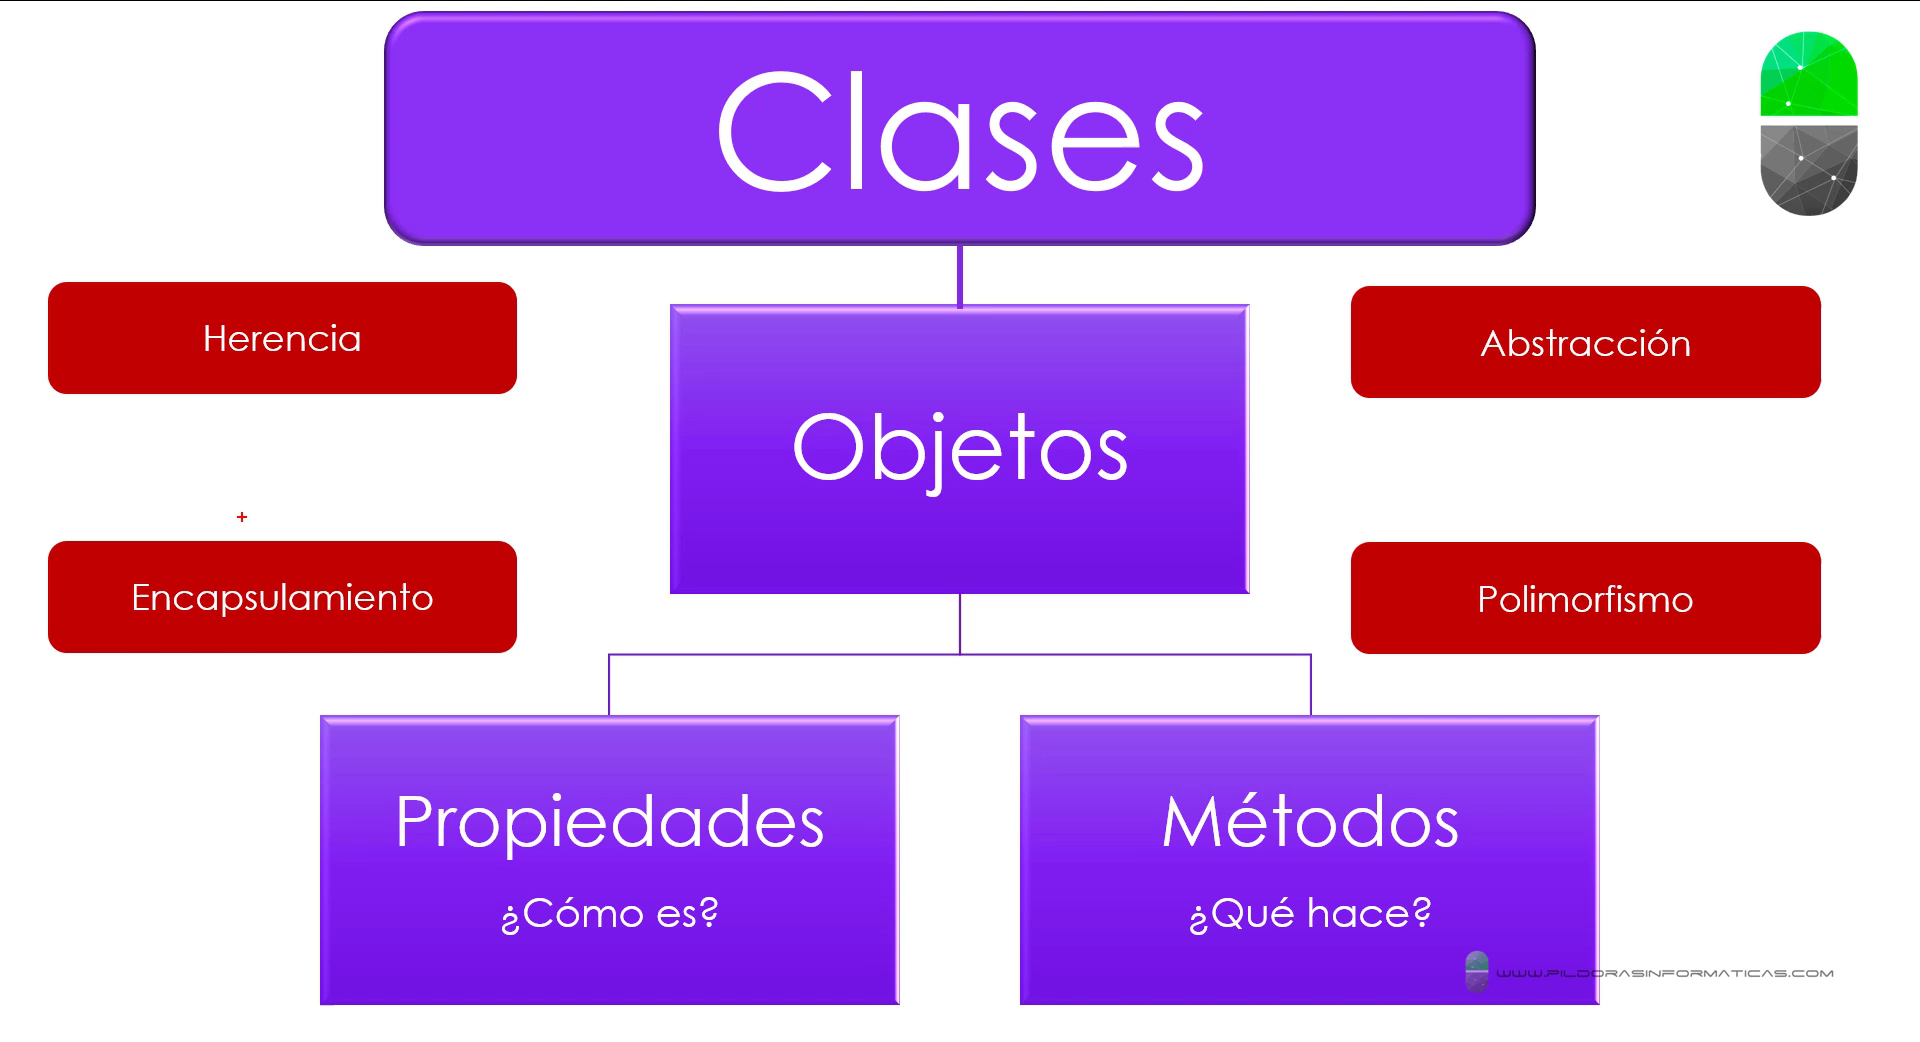 Clases
Herencia
Abstracción
Objetos
Encapsulamiento
Polimorfismo
Propiedades
¿Cómo es?
Métodos
¿Qué hace?
WWW.PILDORASINFORMATICAS.COM